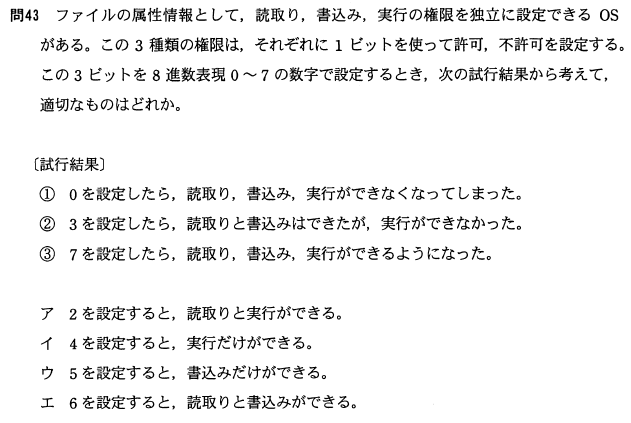 問43 ファイルの属性情報として，読取り，書込み，実行の権限を独立に設定できる OS
がある。この 3 種類の権限は，それぞれに 1 ビットを使って許可，不許可を設定する。
この 3 ビットを 8 進数表現 0～7 の数字で設定するとき，次の試行結果から考えて，
適切なものはどれか。
〔試行結果〕
① 0 を設定したら，読取り，書込み，実行ができなくなってしまった。
② 3 を設定したら，読取りと書込みはできたが，実行ができなかった。
③ 7 を設定したら，読取り，書込み，実行ができるようになった。
ア 2 を設定すると，読取りと実行ができる。
イ 4 を設定すると，実行だけができる。
ウ 5 を設定すると，書込みだけができる。
エ 6 を設定すると，読取りと書込みができる。